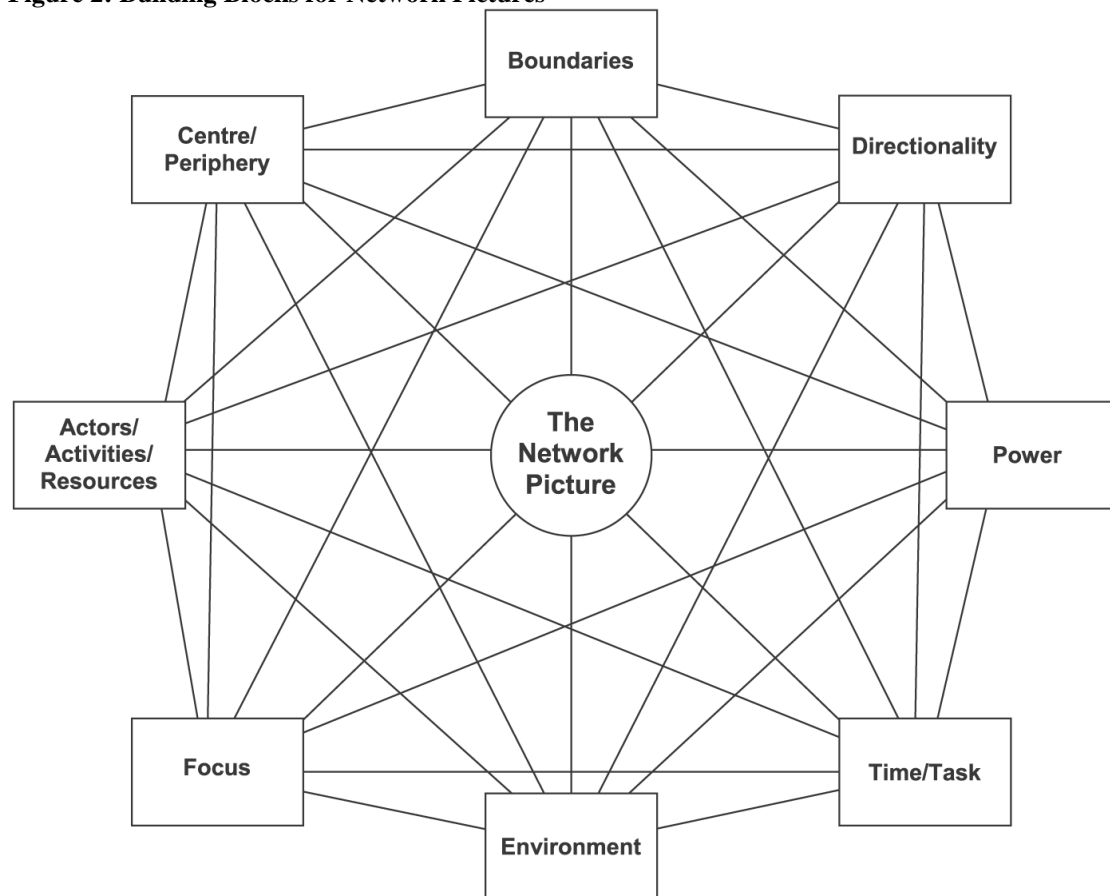 Figure 2: Building Blocks for Network Pictures
Boundaries
Centre/
Periphery
Directionality
Actors/
Activities/
Resources
The
Network
Picture
Power
Focus
Time/Task
Environment